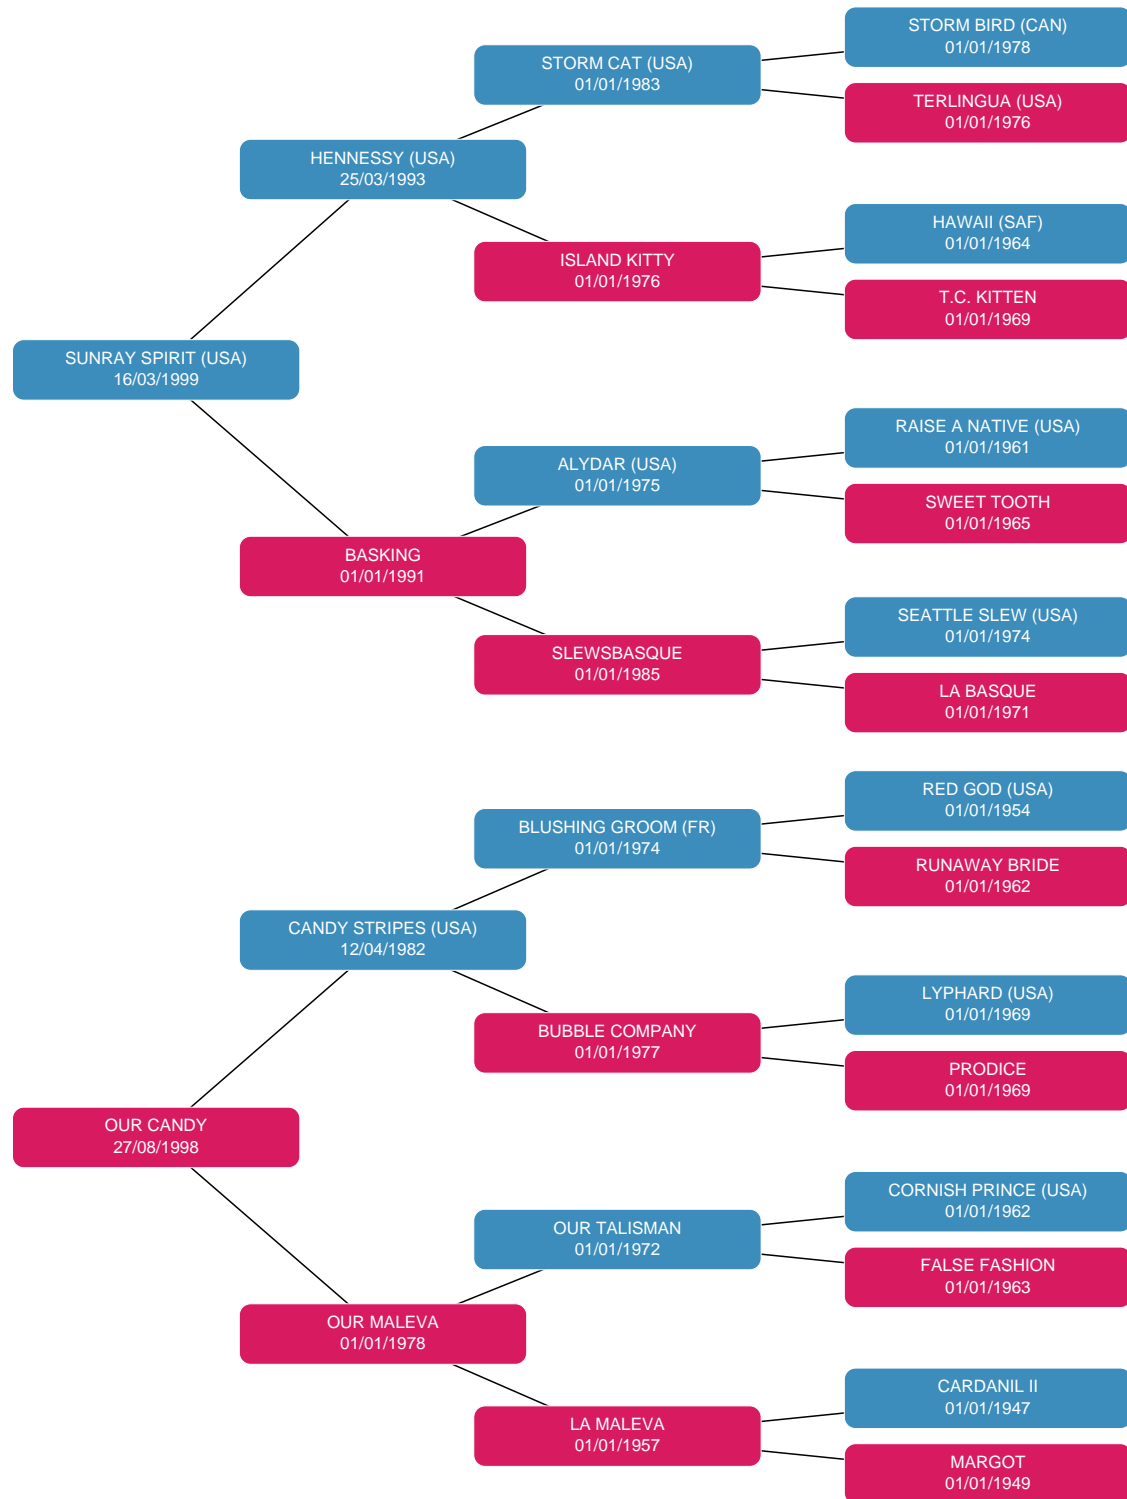 STORM BIRD (CAN)
01/01/1978
STORM CAT (USA)
01/01/1983
TERLINGUA (USA)
01/01/1976
HENNESSY (USA)
25/03/1993
HAWAII (SAF)
01/01/1964
ISLAND KITTY
01/01/1976
T.C. KITTEN
01/01/1969
SUNRAY SPIRIT (USA)
16/03/1999
RAISE A NATIVE (USA)
01/01/1961
ALYDAR (USA)
01/01/1975
SWEET TOOTH
01/01/1965
BASKING
01/01/1991
SEATTLE SLEW (USA)
01/01/1974
SLEWSBASQUE
01/01/1985
LA BASQUE
01/01/1971
RED GOD (USA)
01/01/1954
BLUSHING GROOM (FR)
01/01/1974
RUNAWAY BRIDE
01/01/1962
CANDY STRIPES (USA)
12/04/1982
LYPHARD (USA)
01/01/1969
BUBBLE COMPANY
01/01/1977
PRODICE
01/01/1969
OUR CANDY
27/08/1998
CORNISH PRINCE (USA)
01/01/1962
OUR TALISMAN
01/01/1972
FALSE FASHION
01/01/1963
OUR MALEVA
01/01/1978
CARDANIL II
01/01/1947
LA MALEVA
01/01/1957
MARGOT
01/01/1949